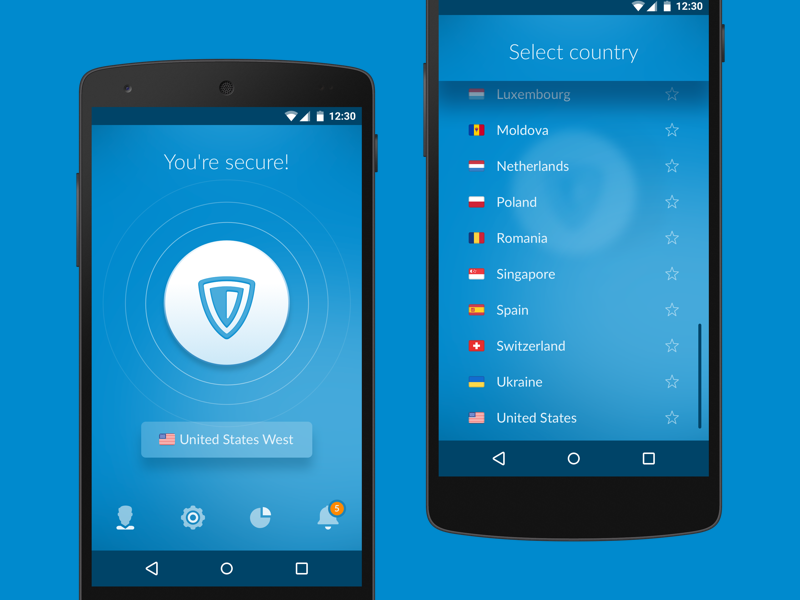 12:30
You're secure!
United States West
5
12:30
Select country
Luxembourg
Moldova
Netherlands
Poland
Romania
Singapore
Spain
Switzerland
Ukraine
United States